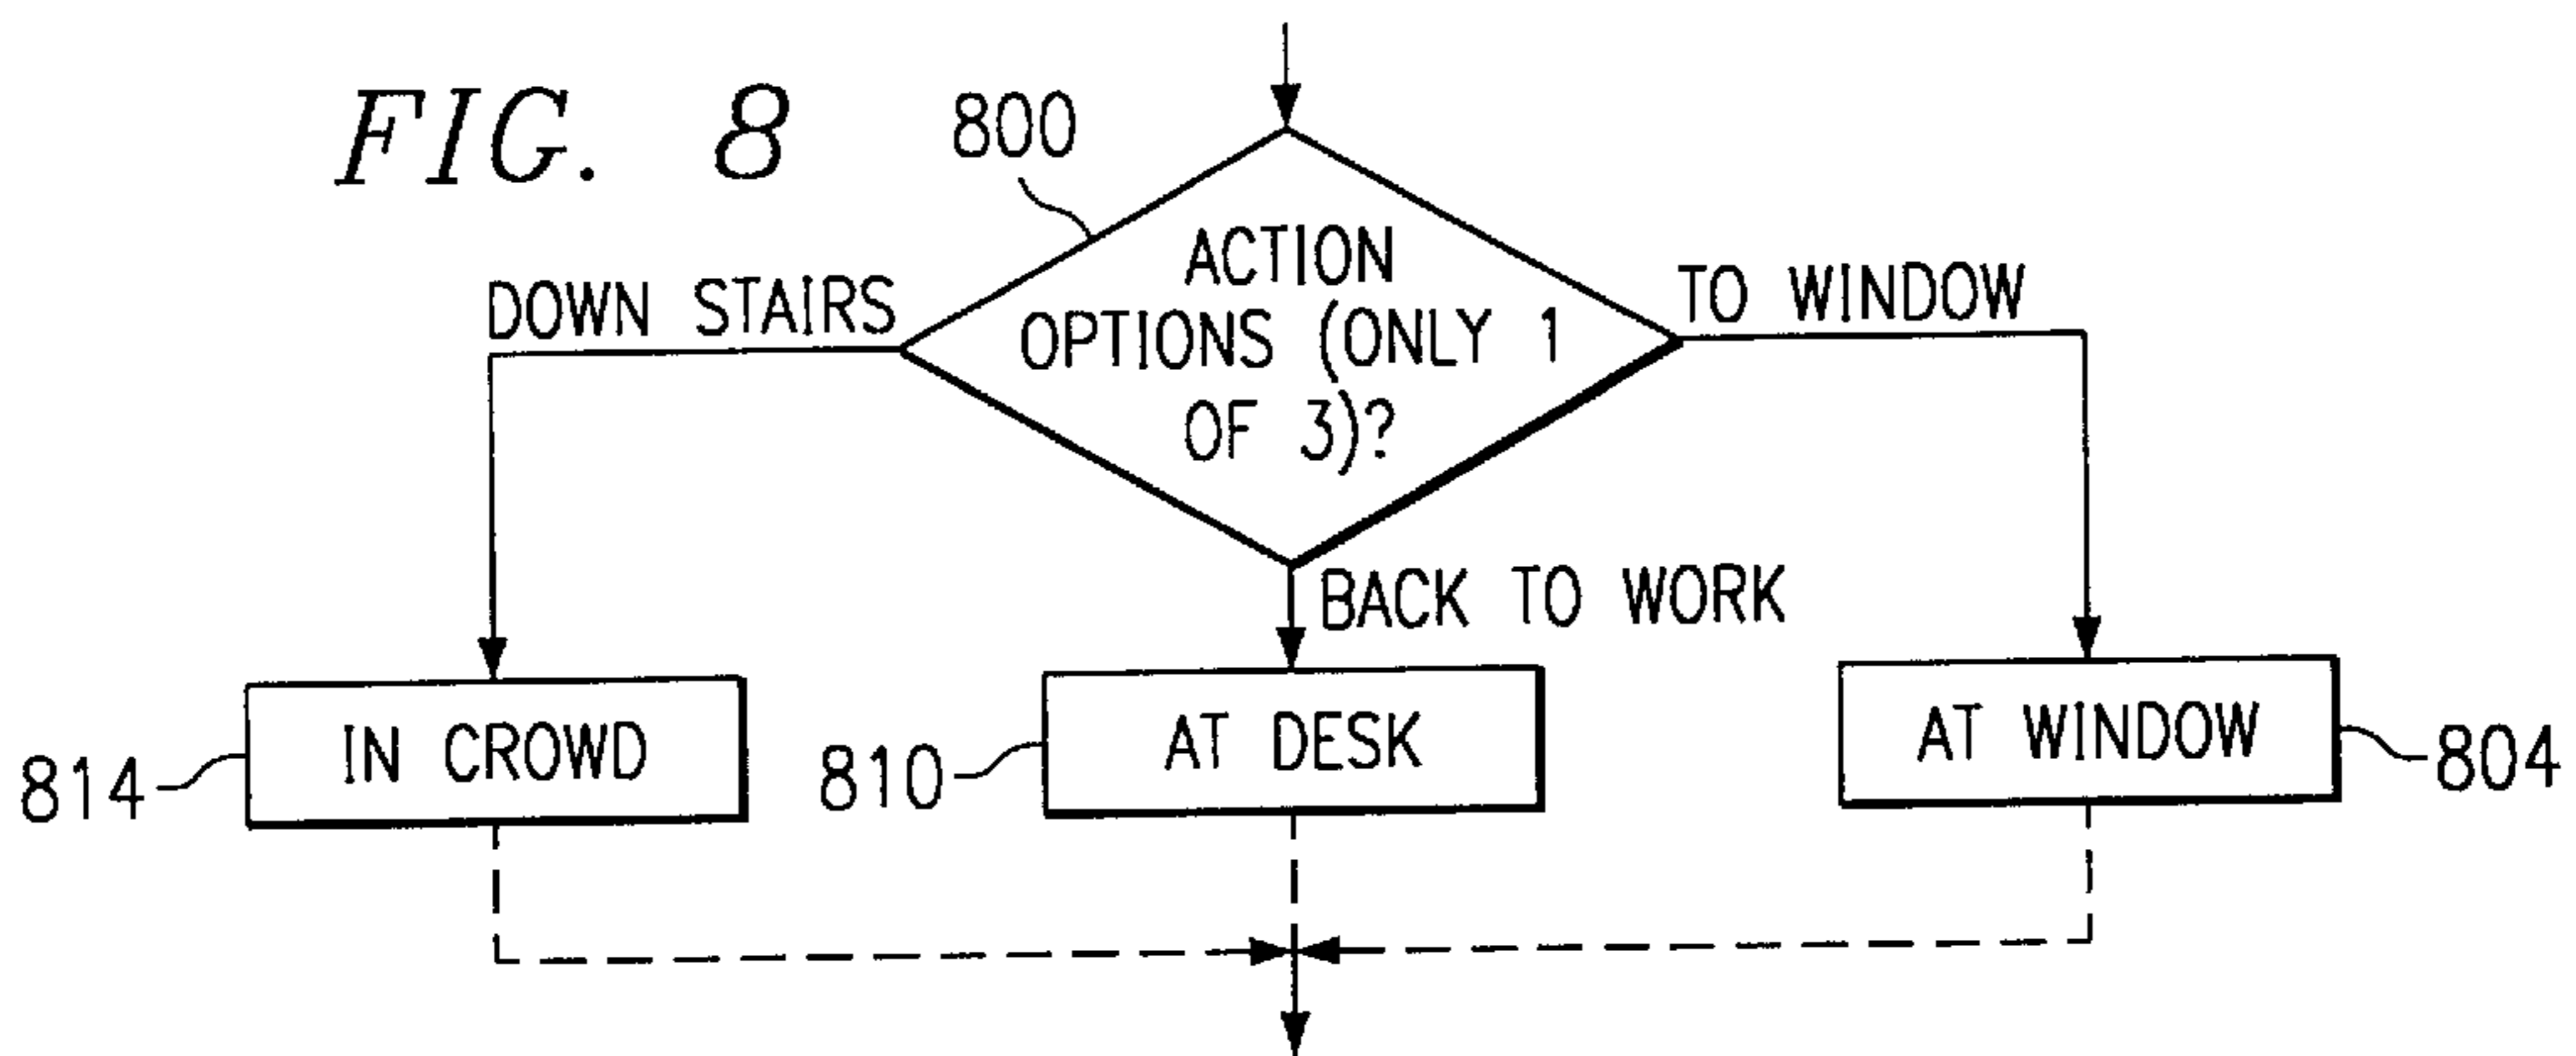 FIG. 8
800
ACTION
OPTIONS (ONLY 1
OF 3)?
DOWN STAIRS
TO WINDOW
BACK TO WORK
814
IN CROWD
810
AT DESK
AT WINDOW
804